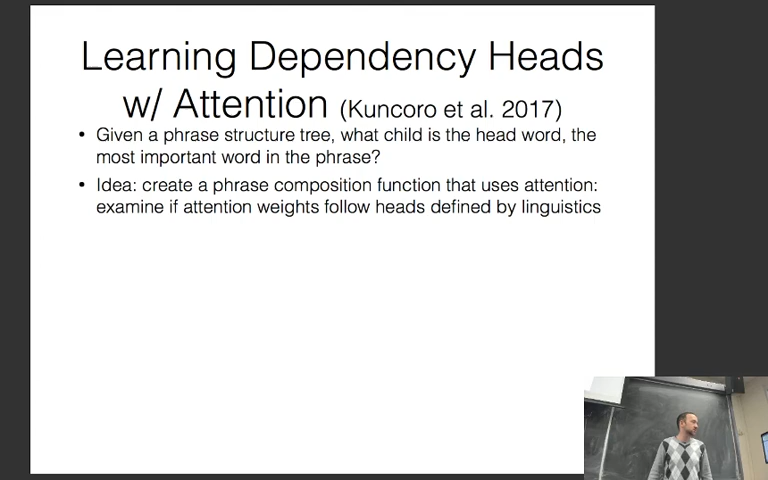 Learning Dependency Heads
w/ Attention (Kuncoro et al. 2017)
• Given a phrase structure tree, what child is the head word, the
most important word in the phrase?
• Idea: create a phrase composition function that uses attention:
examine if attention weights follow heads defined by linguistics